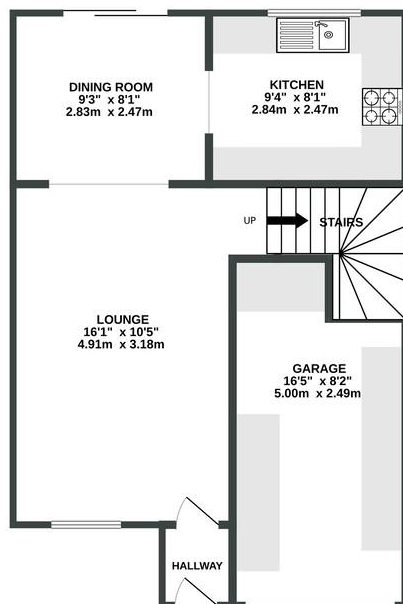 DINING ROOM
9'3" x 8'1"
2.83m x 2.47m
KITCHEN
9'4" x 8'1"
2.84m x 2.47m
UP
STAIRS
LOUNGE
16'1" x 10'5"
4.91m x 3.18m
GARAGE
16'5" x 8'2"
5.00m x 2.49m
HALLWAY